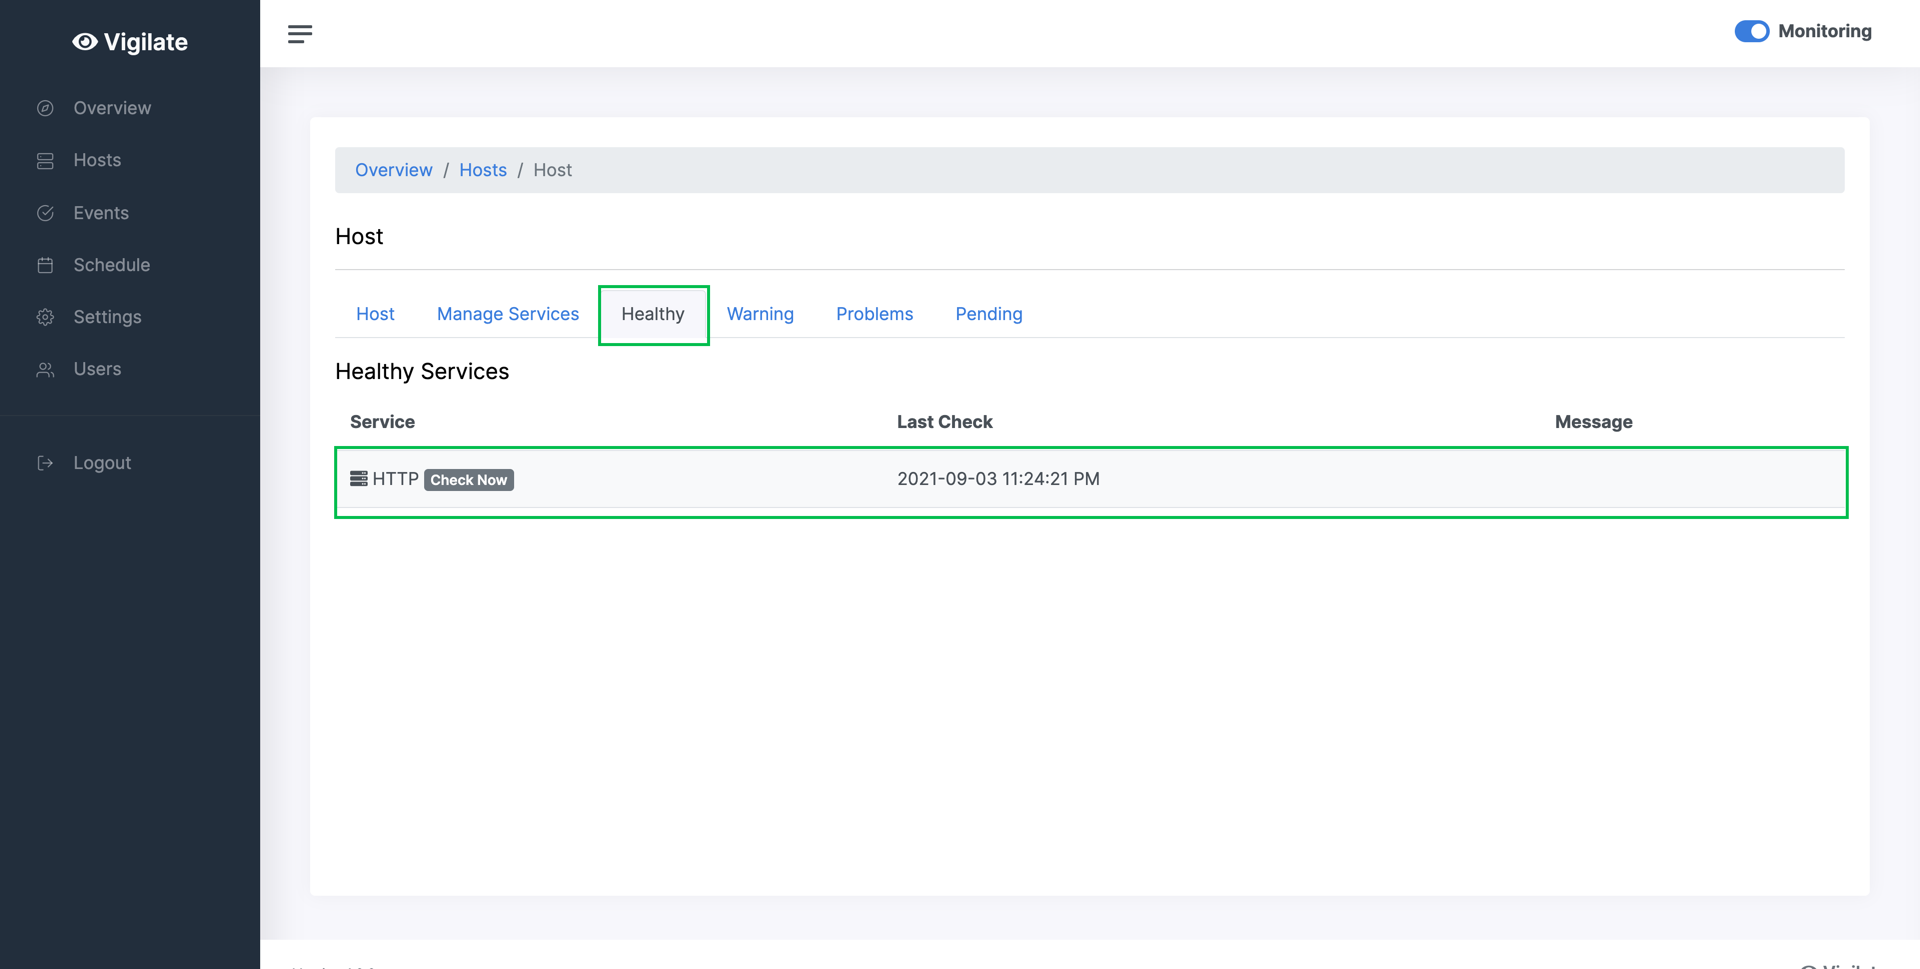 Vigilate
Monitoring
Overview
Hosts
Events
Schedule
Settings
Users
Logout
Overview / Hosts / Host
Host
Host Manage Services Healthy Warning Problems Pending
Healthy Services
Service Last Check Message
HTTP Check Now 2021-09-03 11:24:21 PM